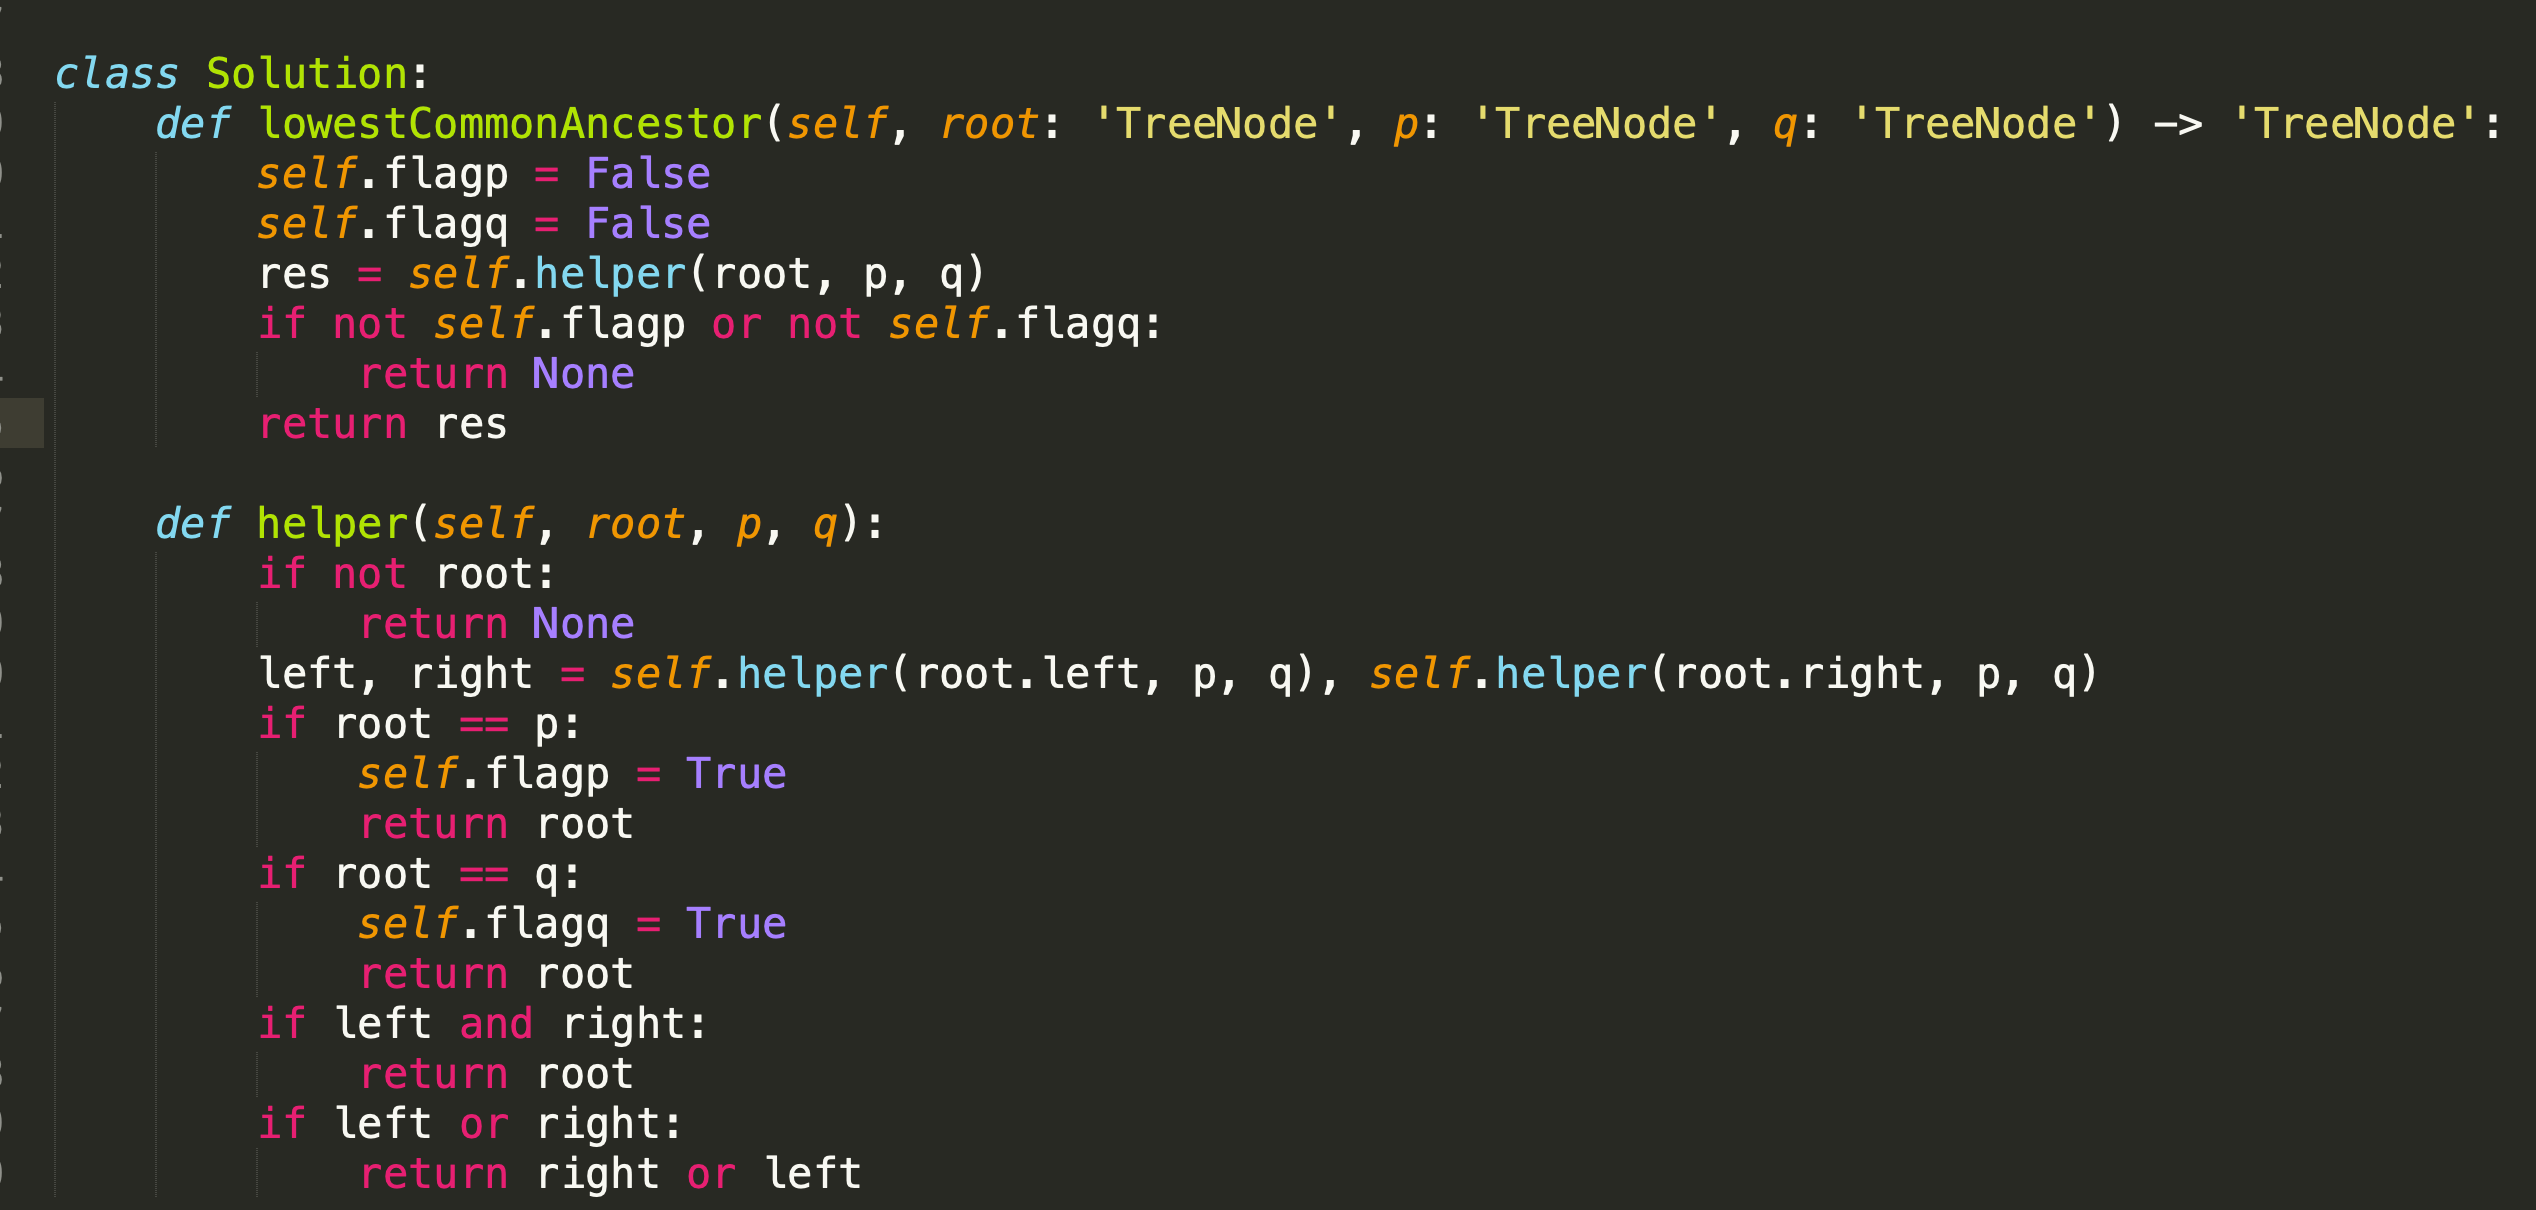 class Solution:
    def lowestCommonAncestor(self, root: 'TreeNode', p: 'TreeNode', q: 'TreeNode') -> 'TreeNode':
        self.flagp = False
        self.flagq = False
        res = self.helper(root, p, q)
        if not self.flagp or not self.flagq:
            return None
        return res

    def helper(self, root, p, q):
        if not root:
            return None
        left, right = self.helper(root.left, p, q), self.helper(root.right, p, q)
        if root == p:
            self.flagp = True
            return root
        if root == q:
            self.flagq = True
            return root
        if left and right:
            return root
        if left or right:
            return right or left